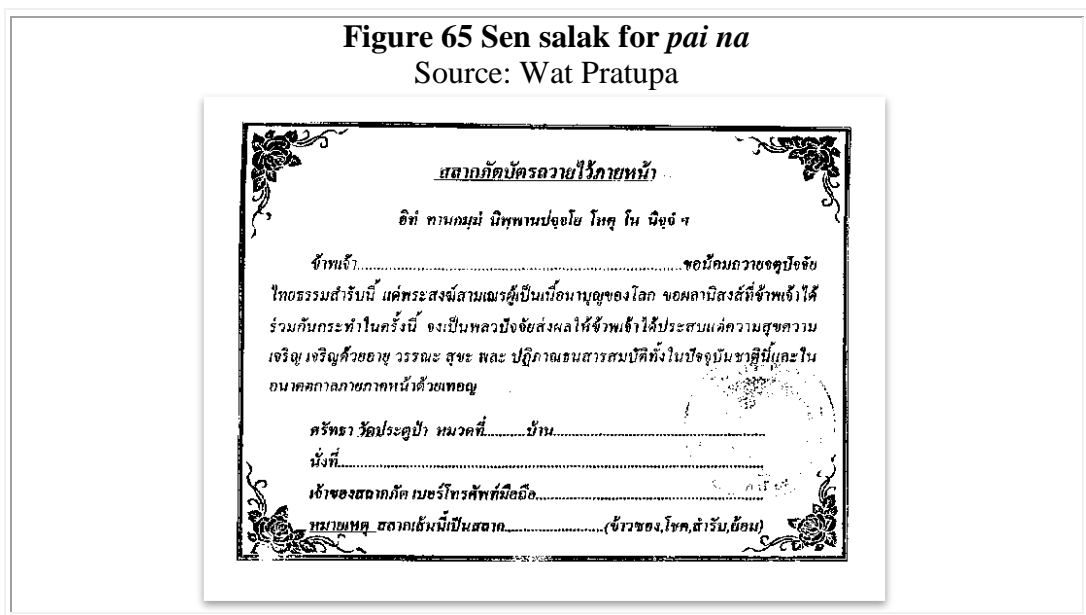 Figure 65 Sen salak for pai na
Source: Wat Pratupa
สลากภัตบัตรถวายไว้ภายหน้า
อิทํ ทานกมฺมํ นิพฺพานปจฺจโย โหตุ โน นิจฺจํ ฯ
ข้าพเจ้า....................ขอน้อมถวายจตุปัจจัย
ไทยธรรมสำรับนี้ แด่พระสงฆ์สามเณรผู้เป็นเนื้อนาบุญของโลก ขอผลานิสงส์ที่ข้าพเจ้าได้
ร่วมกันกระทำในครั้งนี้ จงเป็นพลวปัจจัยส่งผลให้ข้าพเจ้าได้ประสบแต่ความสุขความ
เจริญ เจริญด้วยอายุ วรรณะ สุขะ พละ ปฏิภาณธนสารสมบัติทั้งในปัจจุบันชาตินี้และใน
อนาคตกาลภายภาคหน้าด้วยเทอญ
ศรัทธา วัดประตูป่า หมวดที่.........บ้าน....................
นั่งที่....................
เจ้าของสลากภัต เบอร์โทรศัพท์มือถือ....................
หมายเหตุ สลากเส้นนี้เป็นสลาก....................(ข้าวซอง,โชค,สำรับ,ย้อม)